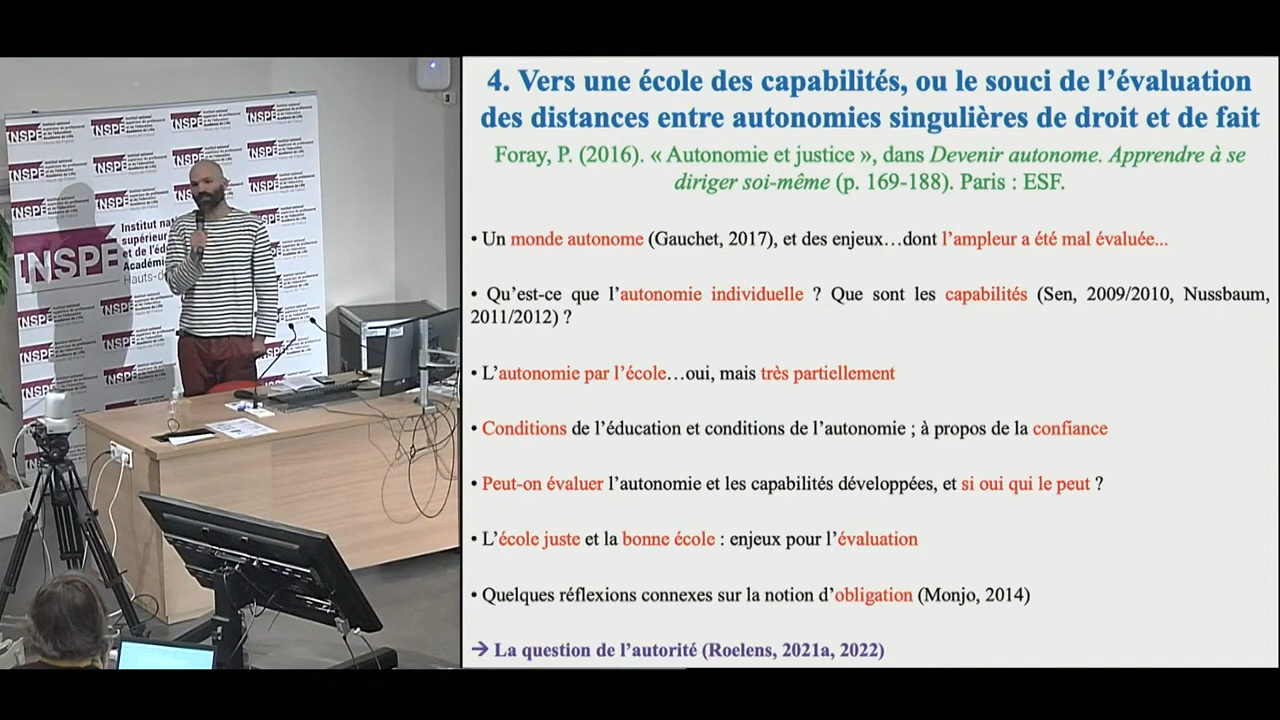 INSPÉ
Institut national
supérieur du professorat
et de l'éducation
Académie de Lille
Hauts-de-France
4. Vers une école des capabilités, ou le souci de l'évaluation
des distances entre autonomies singulières de droit et de fait
Foray, P. (2016). « Autonomie et justice », dans Devenir autonome. Apprendre à se
diriger soi-même (p. 169-188). Paris : ESF.
• Un monde autonome (Gauchet, 2017), et des enjeux…dont l'ampleur a été mal évaluée...
• Qu'est-ce que l'autonomie individuelle ? Que sont les capabilités (Sen, 2009/2010, Nussbaum,
2011/2012) ?
• L'autonomie par l'école…oui, mais très partiellement
• Conditions de l'éducation et conditions de l'autonomie ; à propos de la confiance
• Peut-on évaluer l'autonomie et les capabilités développées, et si oui qui le peut ?
• L'école juste et la bonne école : enjeux pour l'évaluation
• Quelques réflexions connexes sur la notion d'obligation (Monjo, 2014)
→ La question de l'autorité (Roelens, 2021a, 2022)